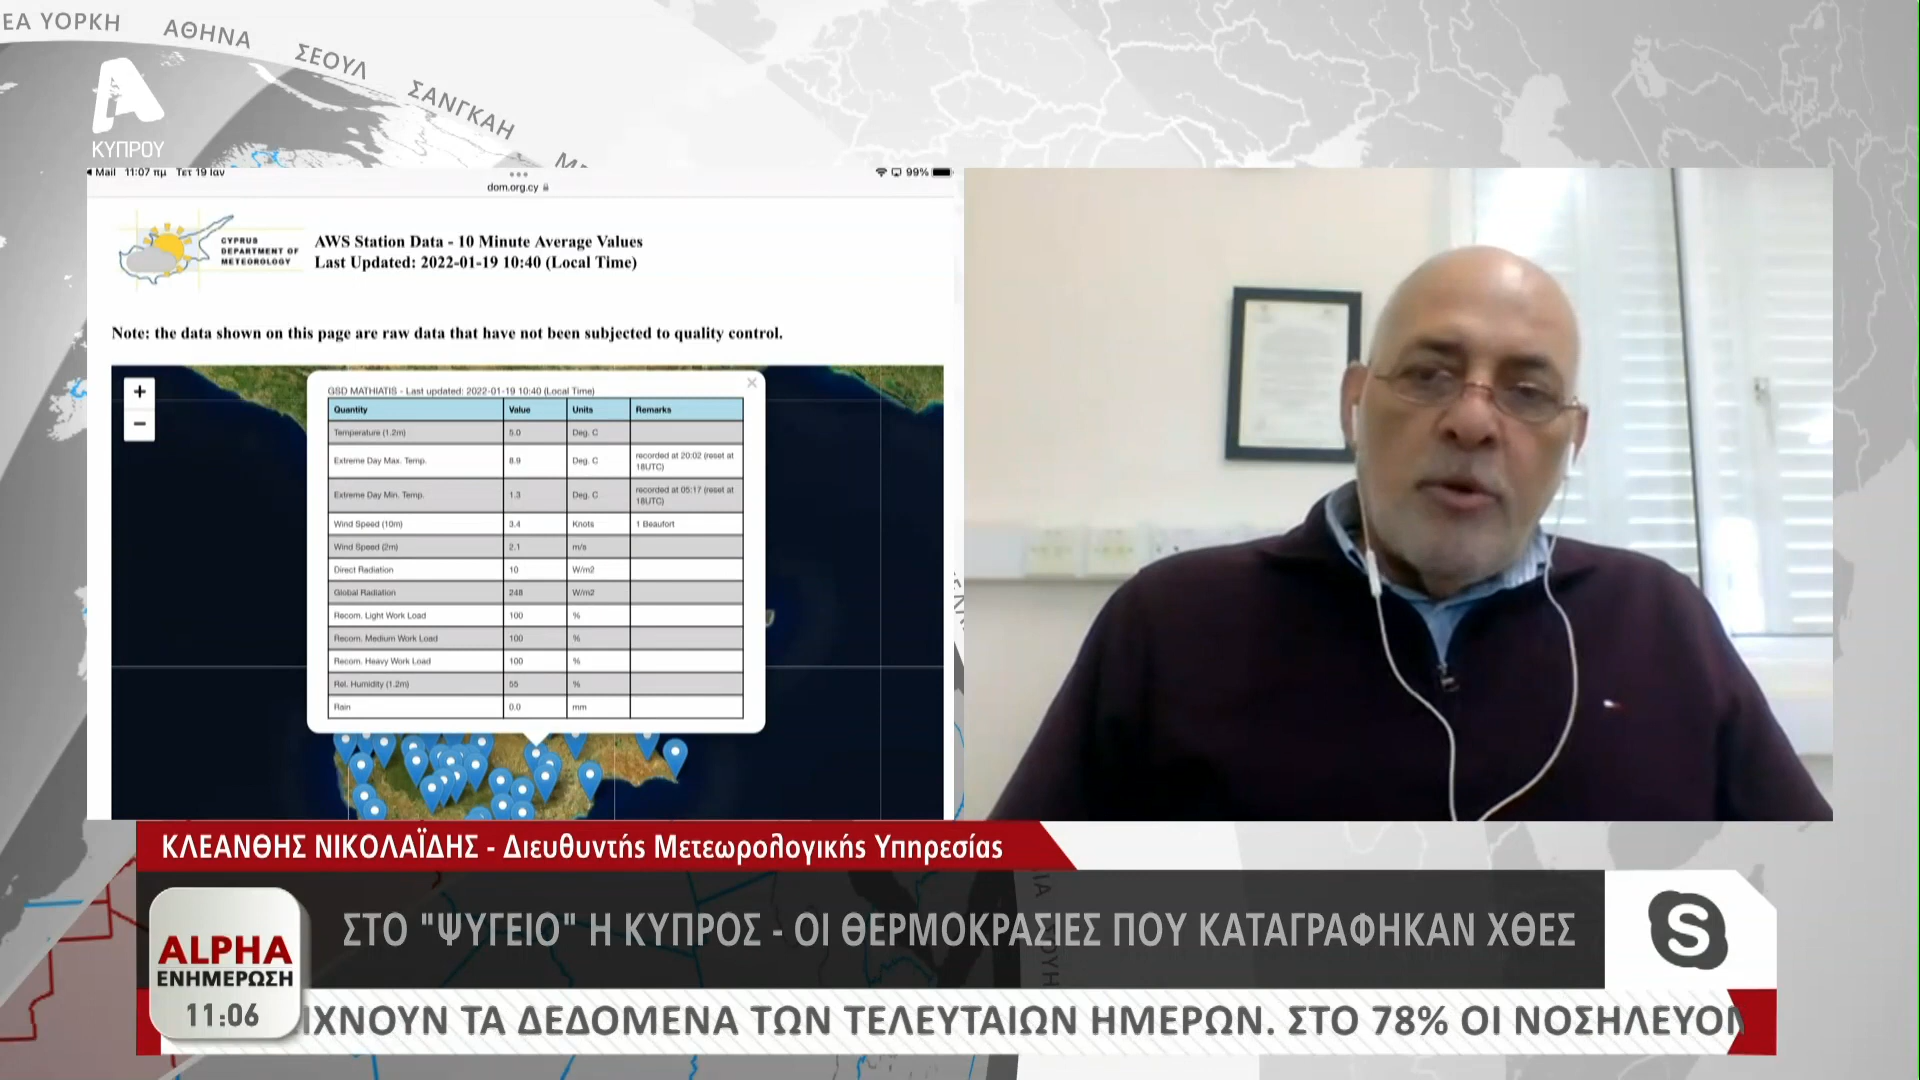 ΕΑ ΥΟΡΚΗ
ΑΘΗΝΑ
ΣΕΟΥΛ
ΣΑΝΓΚΑΗ
ΚΥΠΡΟΥ
Mail 11:07 πμ Τετ 19 Ιαν
99%
dom.org.cy
CYPRUS
DEPARTMENT OF
METEOROLOGY
AWS Station Data - 10 Minute Average Values
Last Updated: 2022-01-19 10:40 (Local Time)
Note: the data shown on this page are raw data that have not been subjected to quality control.
+
−
GSD MATHIATIS - Last updated: 2022-01-19 10:40 (Local Time)
Quantity Value Units Remarks
Temperature (1.2m) 5.0 Deg. C
Extreme Day Max. Temp. 8.9 Deg. C recorded at 20:02 (reset at
18UTC)
Extreme Day Min. Temp. 1.3 Deg. C recorded at 05:17 (reset at
18UTC)
Wind Speed (10m) 3.4 Knots 1 Beaufort
Wind Speed (2m) 2.1 m/s
Direct Radiation 10 W/m2
Global Radiation 248 W/m2
Recom. Light Work Load 100 %
Recom. Medium Work Load 100 %
Recom. Heavy Work Load 100 %
Rel. Humidity (1.2m) 55 %
Rain 0.0 mm
ΚΛΕΑΝΘΗΣ ΝΙΚΟΛΑΪΔΗΣ - Διευθυντής Μετεωρολογικής Υπηρεσίας
ΣΤΟ "ΨΥΓΕΙΟ" Η ΚΥΠΡΟΣ - ΟΙ ΘΕΡΜΟΚΡΑΣΙΕΣ ΠΟΥ ΚΑΤΑΓΡΑΦΗΚΑΝ ΧΘΕΣ
ALPHA
ΕΝΗΜΕΡΩΣΗ
11:06
ΙΧΝΟΥΝ ΤΑ ΔΕΔΟΜΕΝΑ ΤΩΝ ΤΕΛΕΥΤΑΙΩΝ ΗΜΕΡΩΝ. ΣΤΟ 78% ΟΙ ΝΟΣΗΛΕΥΟΜ